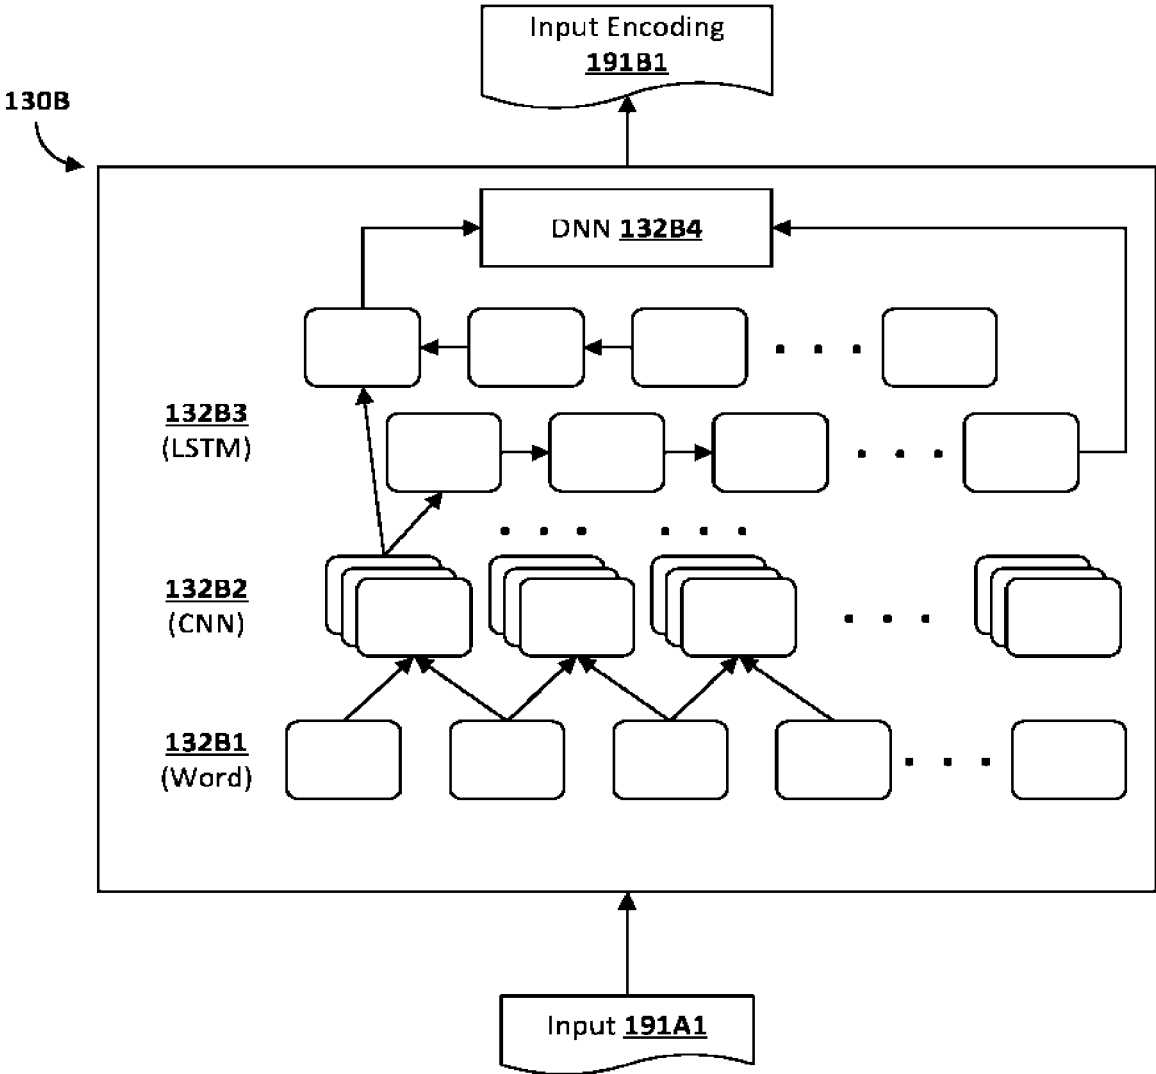 Input Encoding
191B1
130B
DNN 132B4
132B3
(LSTM)
132B2
(CNN)
132B1
(Word)
Input 191A1